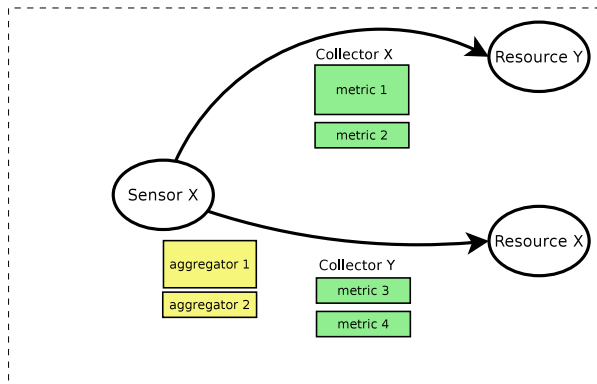 Collector X
Resource Y
metric 1
metric 2
Sensor X
Resource X
aggregator 1
Collector Y
metric 3
aggregator 2
metric 4